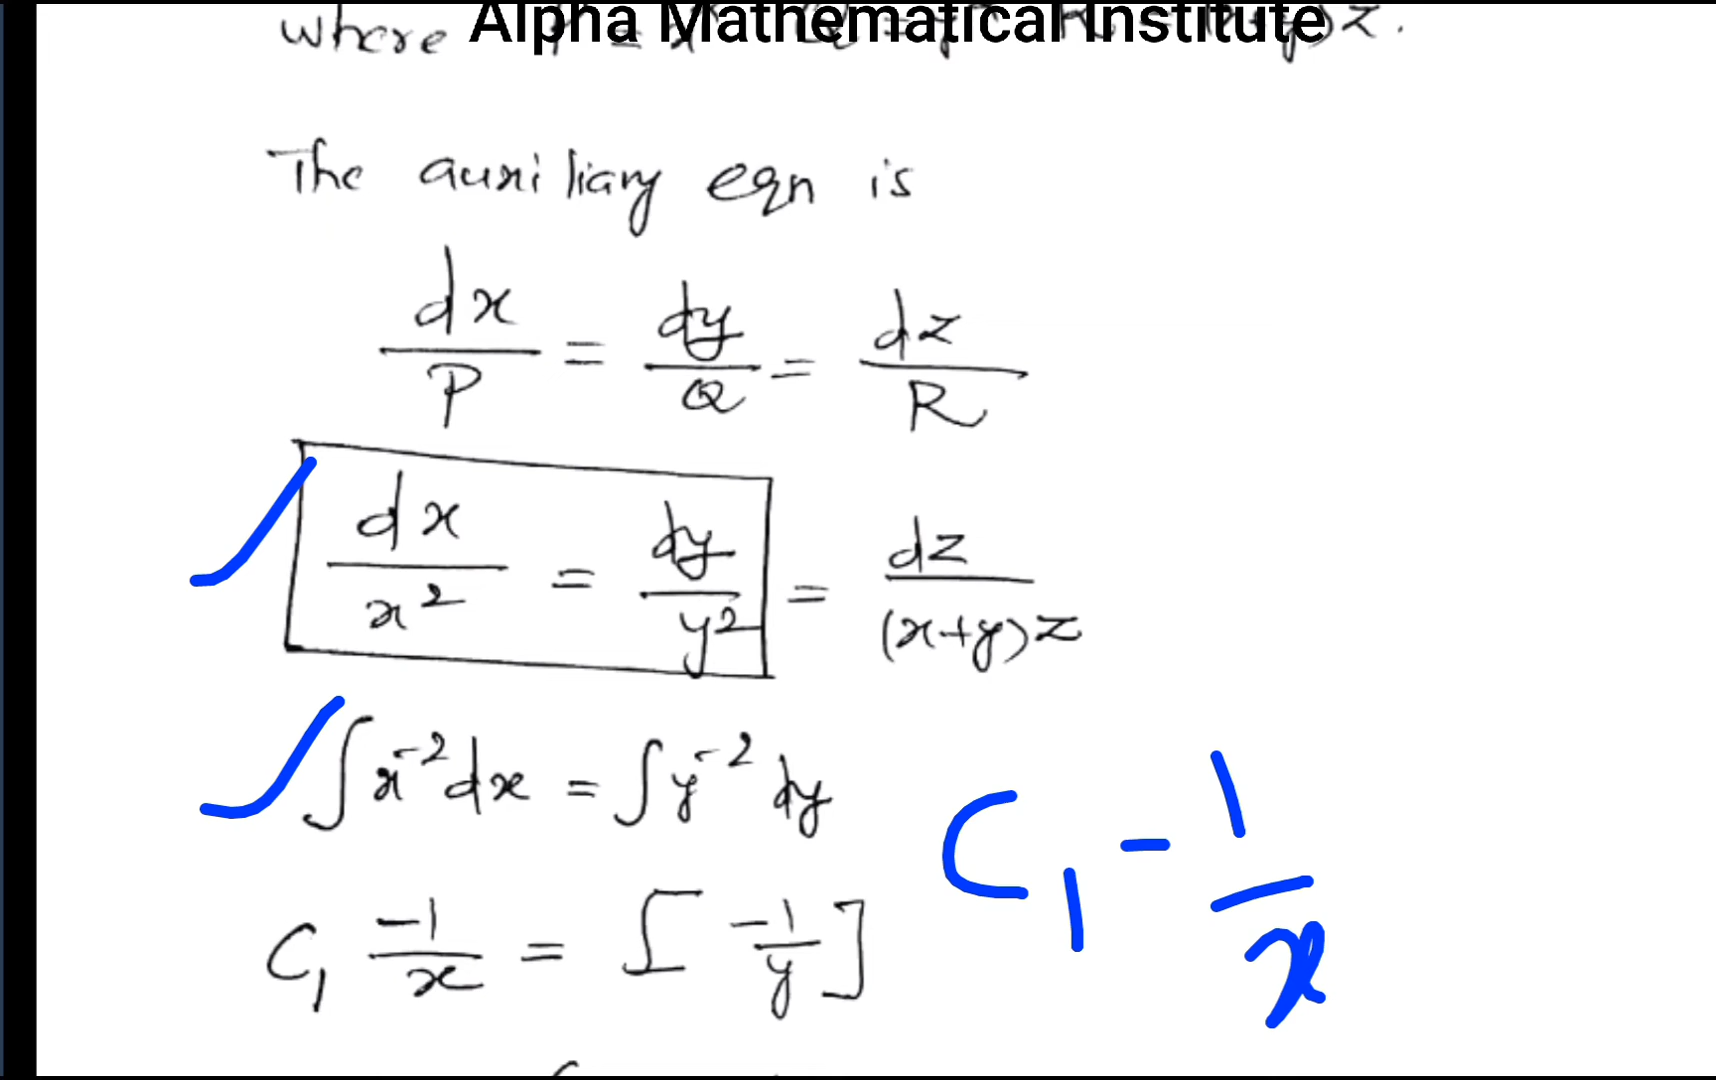 Alpha Mathematical Institute
where z.
The auxiliary eqn is
dx/P = dy/Q = dz/R
dx/x² = dy/y² = dz/(x+y)z
∫x⁻²dx = ∫y⁻² dy
C₁ -1/x = [-1/y]
C₁ - 1/x